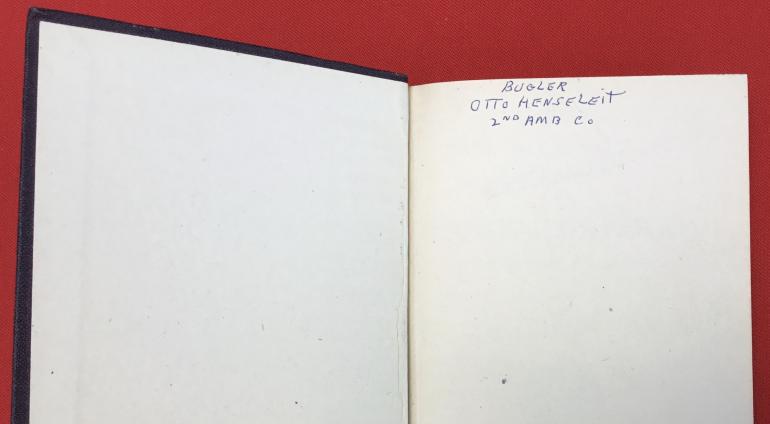 BUGLER
OTTO HENSELEIT
2ND AMB Co